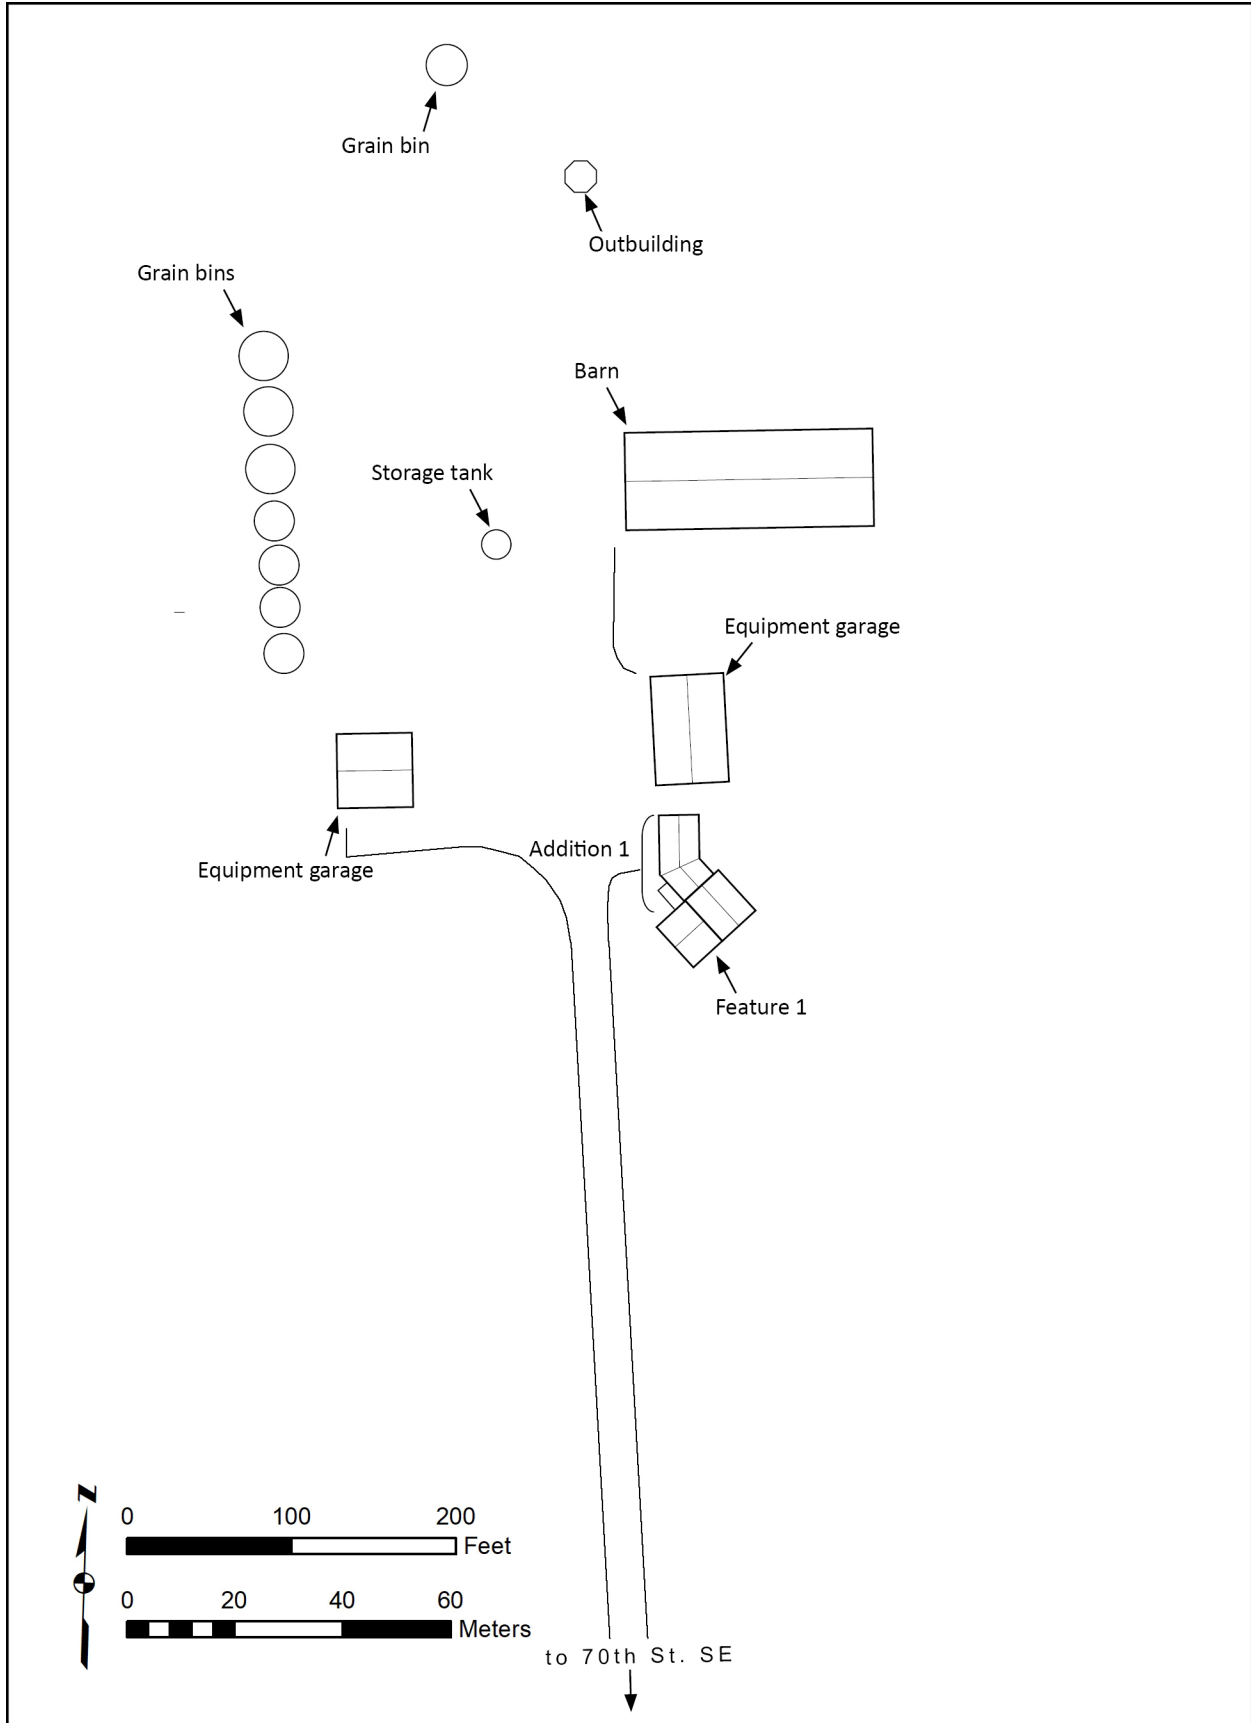 Grain bin
Outbuilding
Grain bins
Barn
Storage tank
Equipment garage
Addition 1
Equipment garage
Feature 1
N
0 100 200
Feet
0 20 40 60
Meters
to 70th St. SE